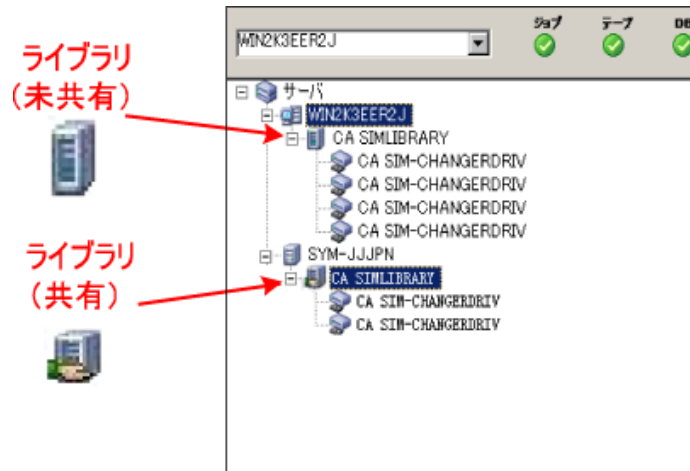 ライブラリ
(未共有)
ライブラリ
(共有)
WIN2K3EER2J
ジョブ
テープ
DB
サーバ
WIN2K3EER2J
CA SIMLIBRARY
CA SIM-CHANGERDRIV
CA SIM-CHANGERDRIV
CA SIM-CHANGERDRIV
CA SIM-CHANGERDRIV
SYM-JJJPN
CA SIMLIBRARY
CA SIM-CHANGERDRIV
CA SIM-CHANGERDRIV